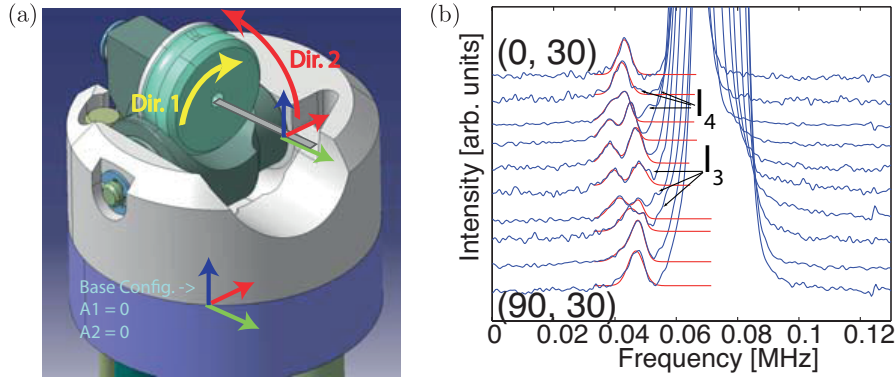 (a)
Dir. 1
Dir. 2
Base Config. ->
A1 = 0
A2 = 0
(b)
Intensity [arb. units]
(0, 30)
I4
I3
(90, 30)
0 0.02 0.04 0.06 0.08 0.1 0.12
Frequency [MHz]